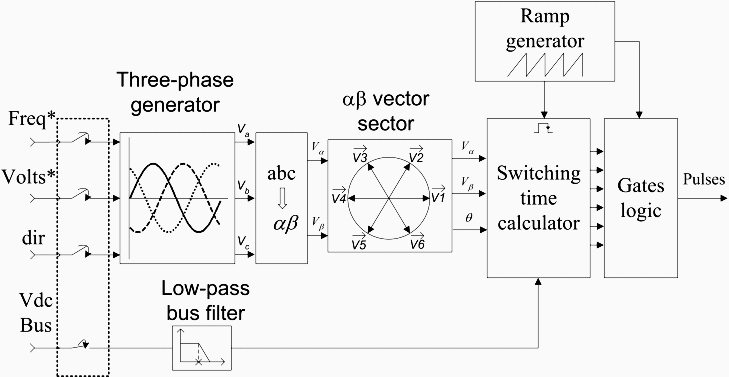 Ramp
generator
Three-phase
generator
αβ vector
sector
Freq*
Volts*
dir
Vdc
Bus
Va
Vb
Vc
abc
αβ
Vα
Vβ
V3
V2
V4
V1
V5
V6
Vα
Vβ
θ
Switching
time
calculator
Gates
logic
Pulses
Low-pass
bus filter